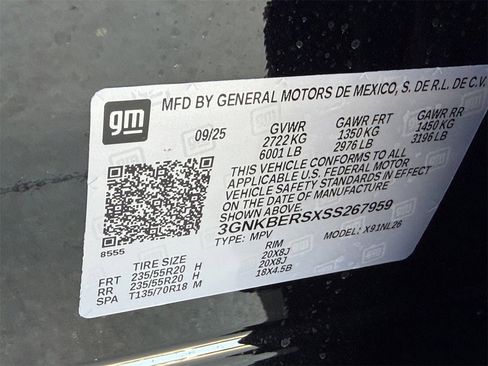 gm
MFD BY GENERAL MOTORS DE MEXICO, S. DE R.L. DE C.V.
09/25 GVWR GAWR FRT GAWR RR
2722 KG 1350 KG 1450 KG
6001 LB 2976 LB 3196 LB
THIS VEHICLE CONFORMS TO ALL
APPLICABLE U.S. FEDERAL MOTOR
VEHICLE SAFETY STANDARDS IN EFFECT
ON THE DATE OF MANUFACTURE
SHOWN ABOVE
3GNKBERSXSS267959
TYPE: MPV MODEL: X91NL26
8555
TIRE SIZE RIM
FRT 235/55R20 H 20X8J
RR 235/55R20 H 20X8J
SPA T135/70R18 M 18X4.5B